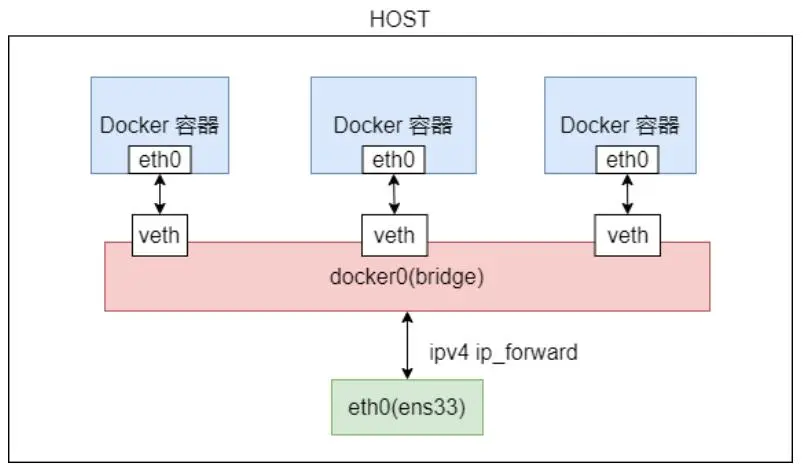 HOST
Docker 容器
Docker 容器
Docker 容器
eth0
eth0
eth0
veth
veth
veth
docker0(bridge)
ipv4 ip_forward
eth0(ens33)